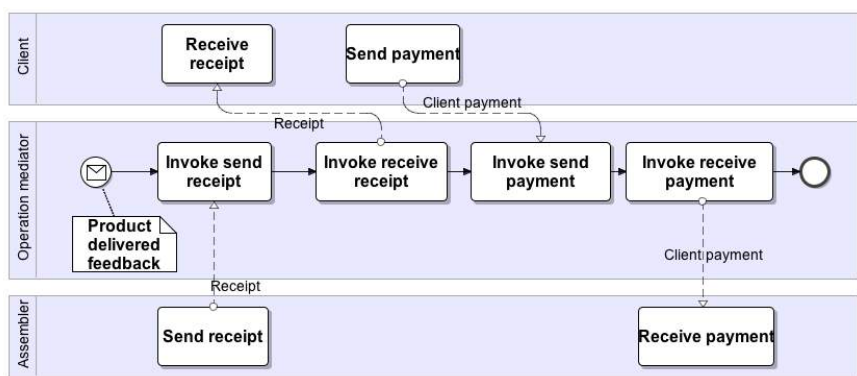 Client
Receive
receipt
Send payment
Client payment
Receipt
Operation mediator
Invoke send
receipt
Invoke receive
receipt
Invoke send
payment
Invoke receive
payment
Product
delivered
feedback
Client payment
Receipt
Assembler
Send receipt
Receive payment